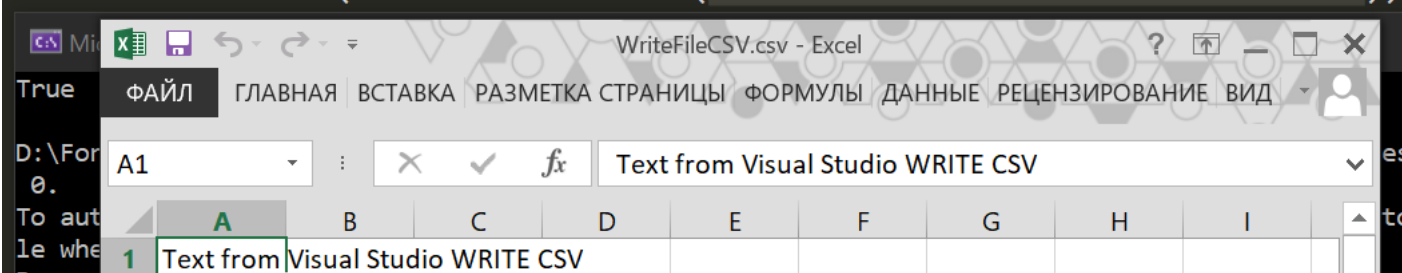 Mi
WriteFileCSV.csv - Excel
?
True
ФАЙЛ ГЛАВНАЯ ВСТАВКА РАЗМЕТКА СТРАНИЦЫ ФОРМУЛЫ ДАННЫЕ РЕЦЕНЗИРОВАНИЕ ВИД
D:\For
A1
fx
Text from Visual Studio WRITE CSV
es
0.
To aut
A B C D E F G H I
to
le whe
1 Text from Visual Studio WRITE CSV